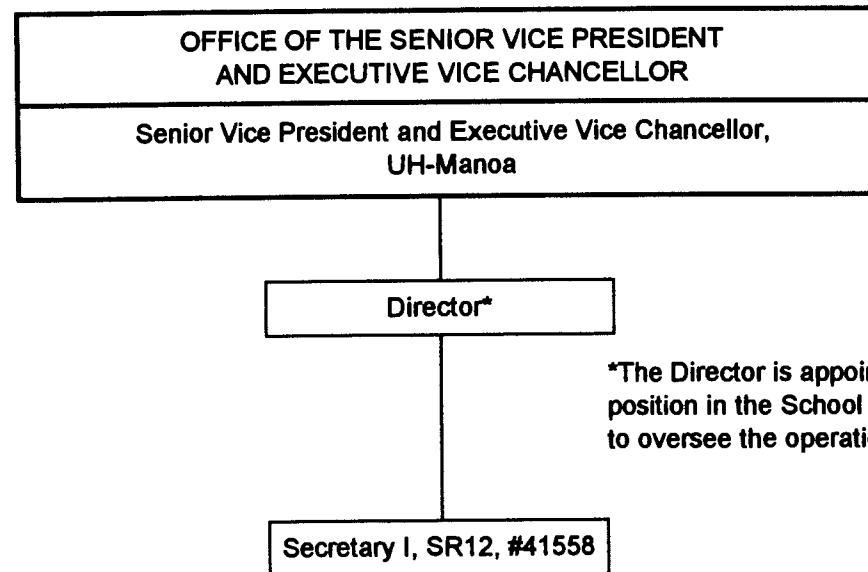 OFFICE OF THE SENIOR VICE PRESIDENT
AND EXECUTIVE VICE CHANCELLOR
Senior Vice President and Executive Vice Chancellor,
UH-Manoa
Director*
*The Director is
position in the School
to oversee the
Secretary I, SR12, #41558